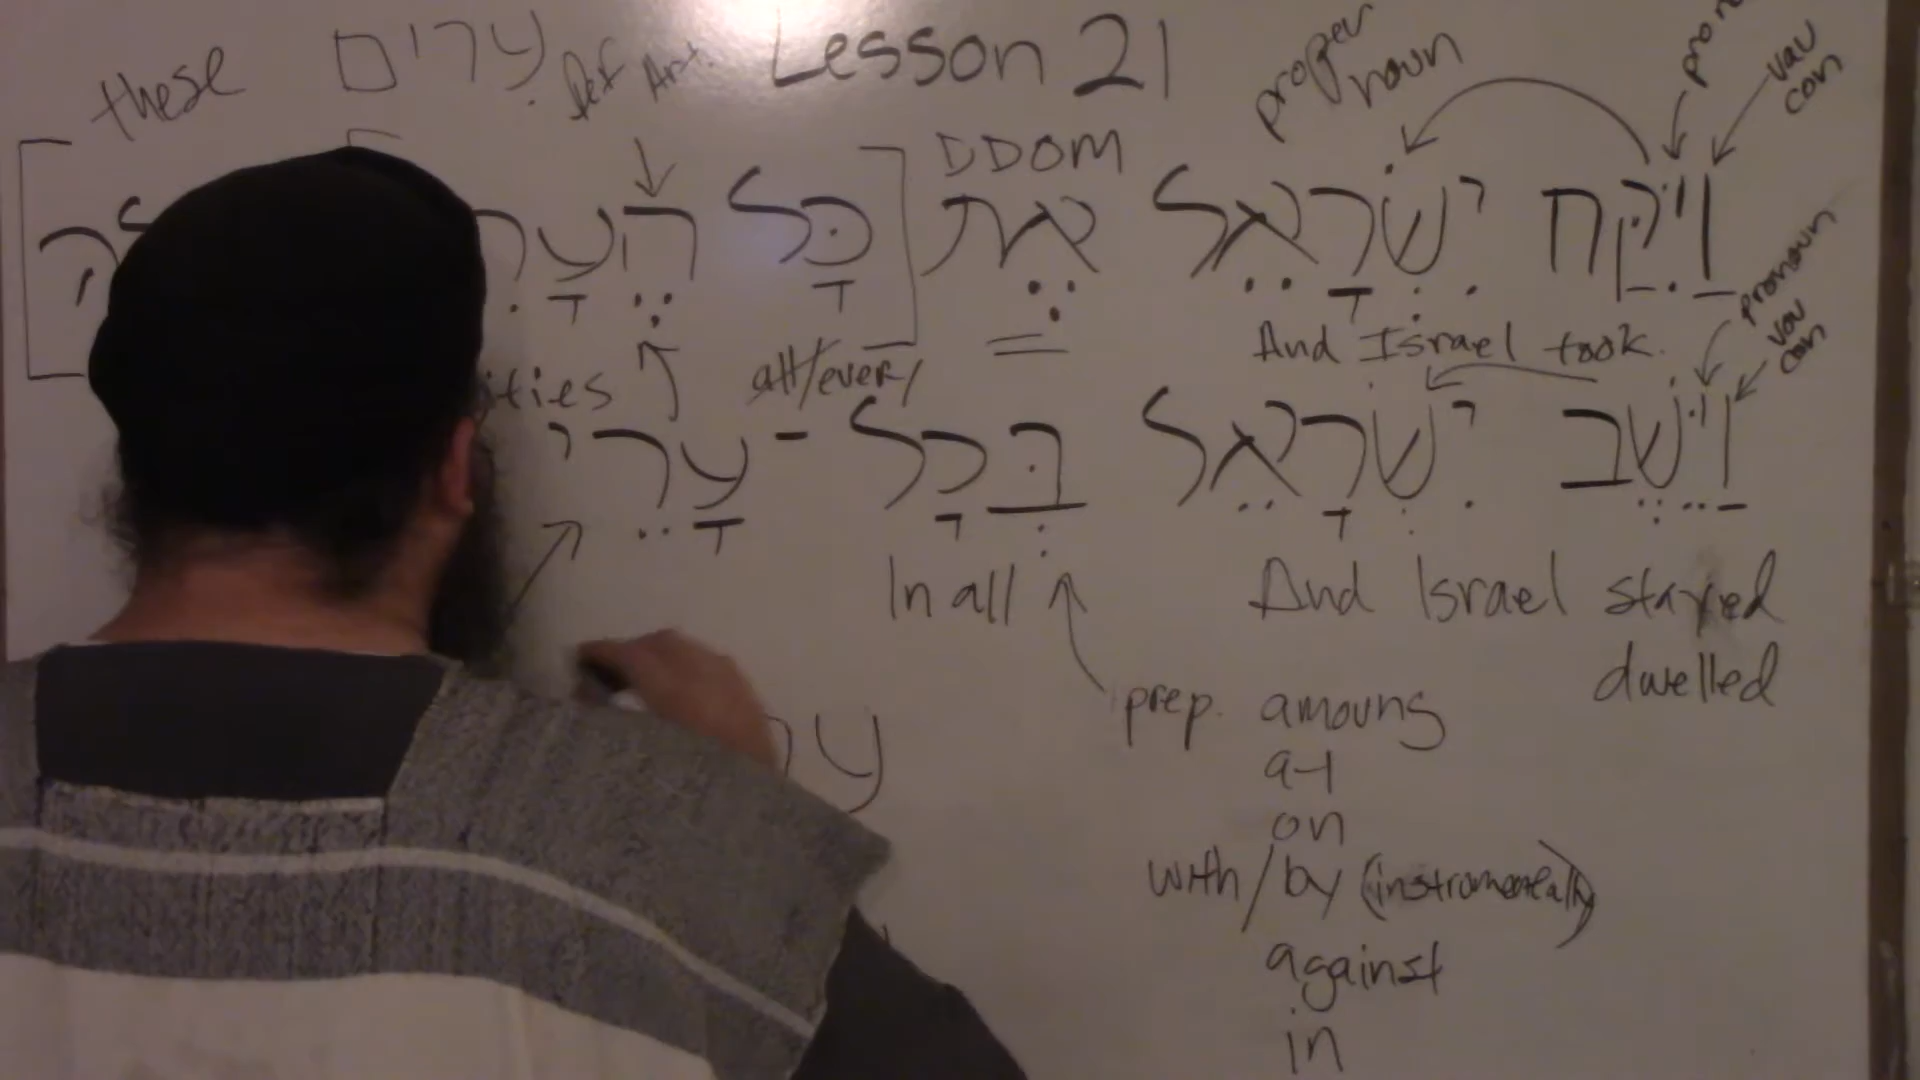 these עָרִים Lesson 21
Def Art. proper noun vav con
DDOM
וַיִּקַּח יִשְׂרָאֵל אֵת כָּל הֶעָרִ
ities all/every And Israel took.
pronoun vav con
וַיֵּשֶׁב יִשְׂרָאֵל בְּכָל־עָרֵי
In all And Israel stayed
dwelled
prep. amoung
at
on
with/by (instrumentally)
against
in